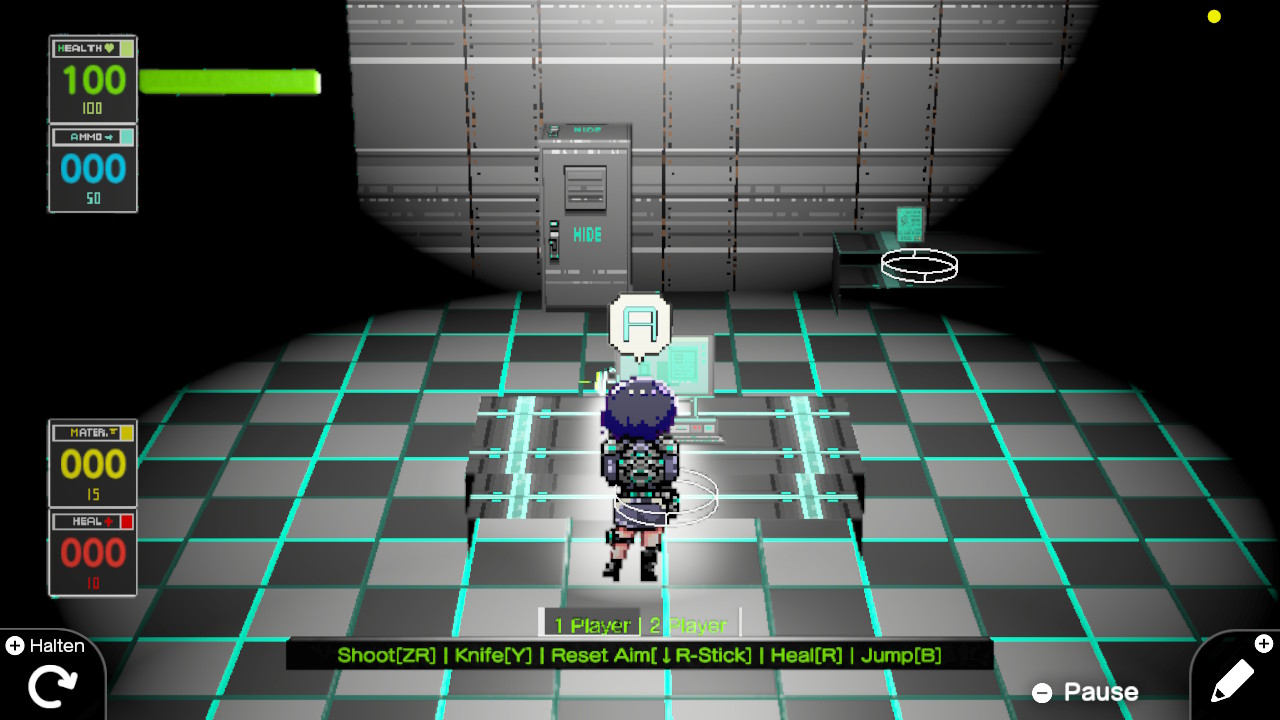 HEALTH
100
100
AMMO
000
50
HIDE
HIDE
A
MATER.
000
15
HEAL
000
10
1 Player | 2 Player
Shoot[ZR] | Knife[Y] | Reset Aim[↓R-Stick] | Heal[R] | Jump[B]
Halten
Pause